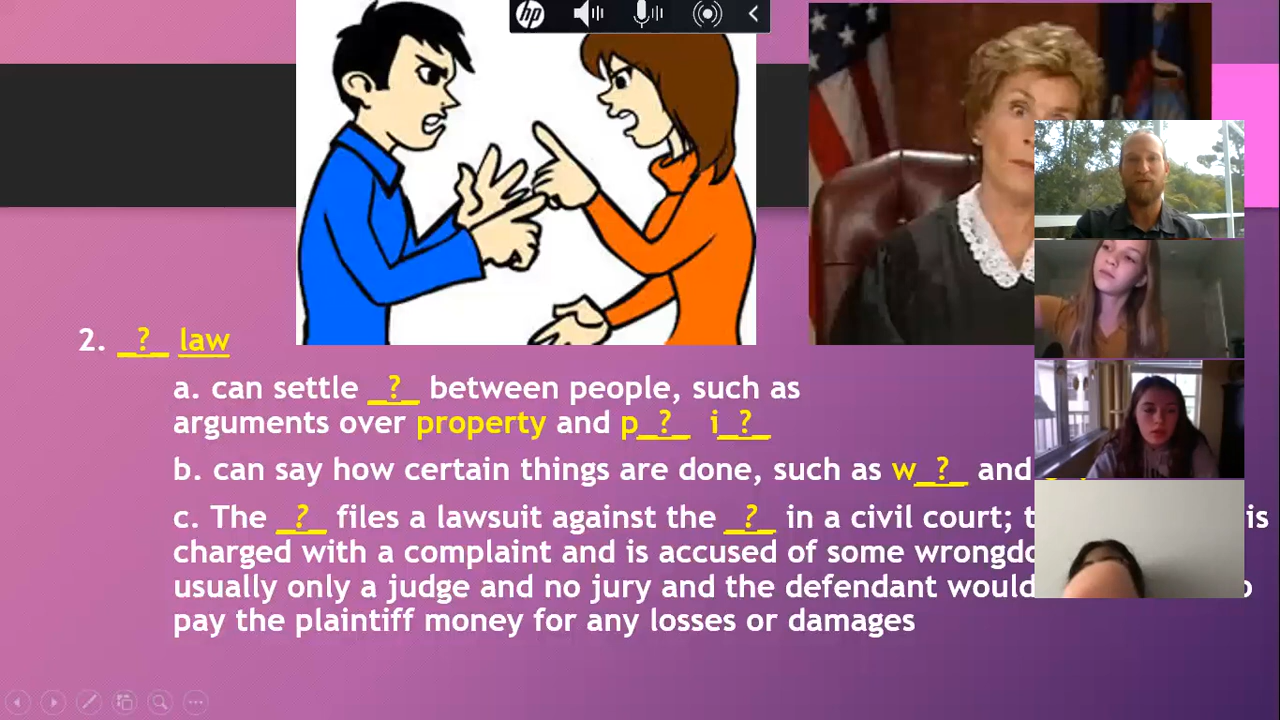 hp
2. _?_ law
a. can settle _?_ between people, such as
arguments over property and p_?_ i_?_
b. can say how certain things are done, such as w_?_ and
c. The _?_ files a lawsuit against the _?_ in a civil court; is
charged with a complaint and is accused of some
usually only a judge and no jury and the defendant would
pay the plaintiff money for any losses or damages